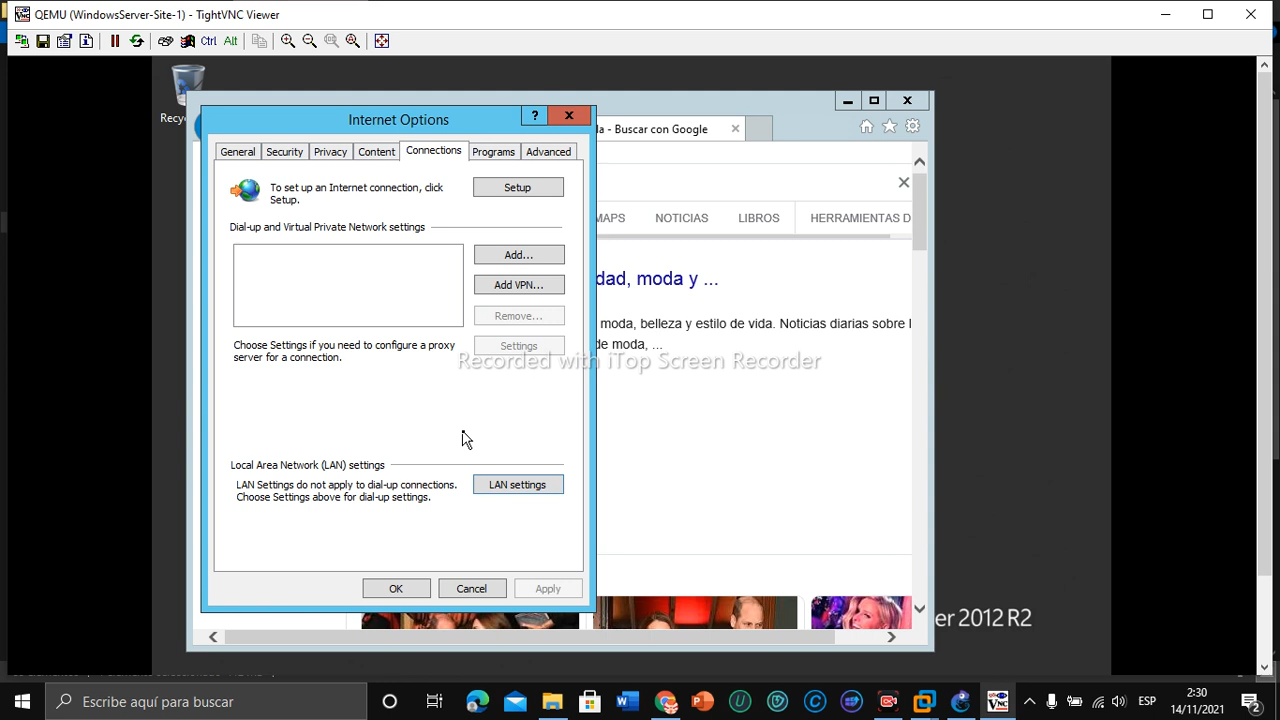 QEMU (WindowsServer-Site-1) - TightVNC Viewer
Ctrl Alt
Internet Options
?
la - Buscar con Google
General Security Privacy Content Connections Programs Advanced
To set up an Internet connection, click
Setup.
Setup
Dial-up and Virtual Private Network settings
Add...
Add VPN...
Remove...
Choose Settings if you need to configure a proxy
server for a connection.
Settings
MAPS NOTICIAS LIBROS HERRAMIENTAS D
dad, moda y ...
moda, belleza y estilo de vida. Noticias diarias sobre l
de moda, ...
Recorded with iTop Screen Recorder
Local Area Network (LAN) settings
LAN Settings do not apply to dial-up connections.
Choose Settings above for dial-up settings.
LAN settings
OK Cancel Apply
er 2012 R2
Escribe aquí para buscar
ESP
2:30
14/11/2021
2